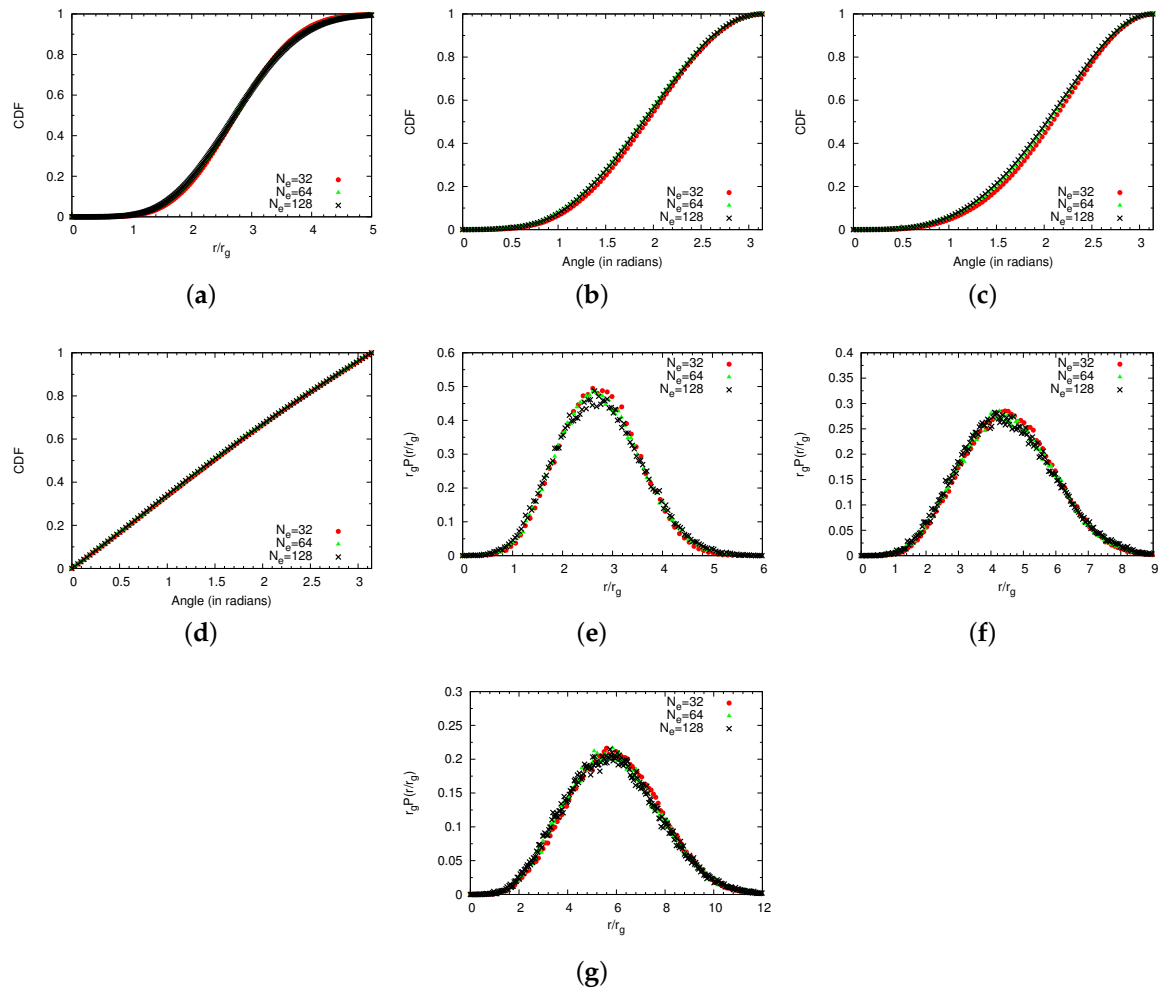 1
0.8
0.6
0.4
0.2
0
CDF
N_e=32
N_e=64
N_e=128
0 1 2 3 4 5
r/r_g
(a)
1
0.8
0.6
0.4
0.2
0
CDF
N_e=32
N_e=64
N_e=128
0 0.5 1 1.5 2 2.5 3
Angle (in radians)
(b)
1
0.8
0.6
0.4
0.2
0
CDF
N_e=32
N_e=64
N_e=128
0 0.5 1 1.5 2 2.5 3
Angle (in radians)
(c)
1
0.8
0.6
0.4
0.2
0
CDF
N_e=32
N_e=64
N_e=128
0 0.5 1 1.5 2 2.5 3
Angle (in radians)
(d)
0.6
0.5
0.4
0.3
0.2
0.1
0
r_gP(r/r_g)
N_e=32
N_e=64
N_e=128
0 1 2 3 4 5 6
r/r_g
(e)
0.4
0.35
0.3
0.25
0.2
0.15
0.1
0.05
0
r_gP(r/r_g)
N_e=32
N_e=64
N_e=128
0 1 2 3 4 5 6 7 8 9
r/r_g
(f)
0.3
0.25
0.2
0.15
0.1
0.05
0
r_gP(r/r_g)
N_e=32
N_e=64
N_e=128
0 2 4 6 8 10 12
r/r_g
(g)